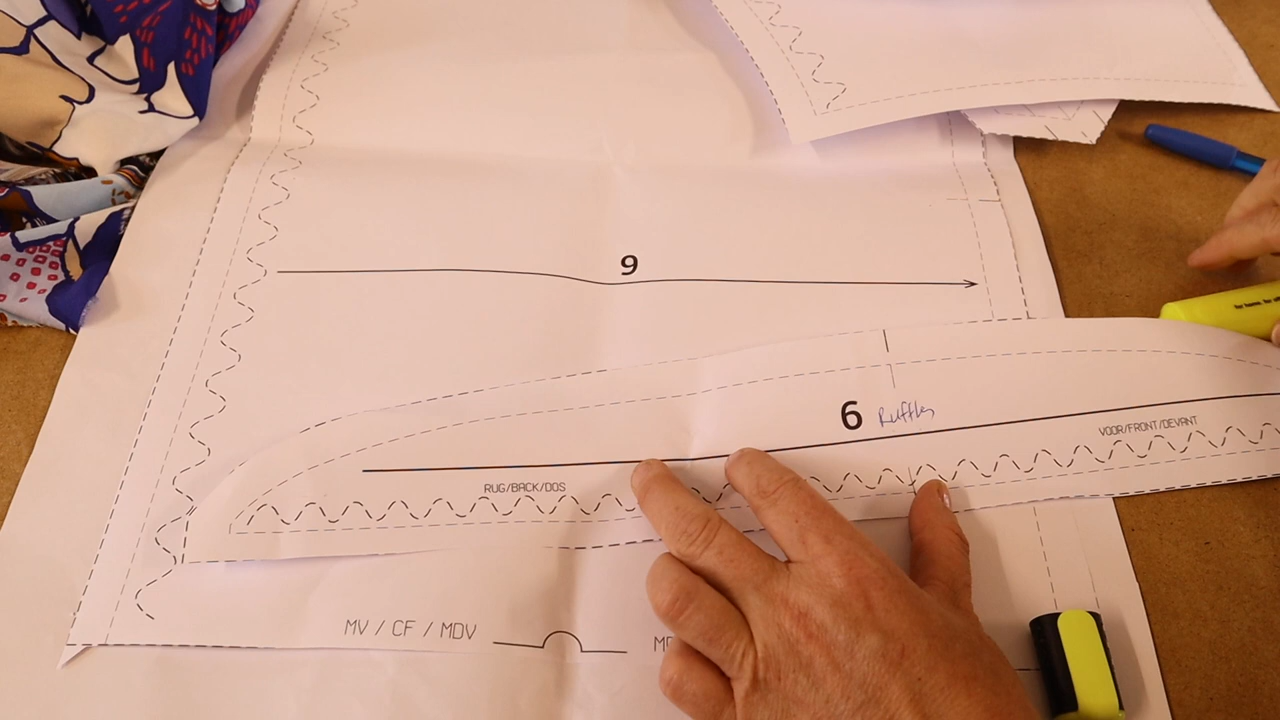 9
6 Ruffles
VOOR/FRONT/DEVANT
RUG/BACK/DOS
MV / CF / MDV